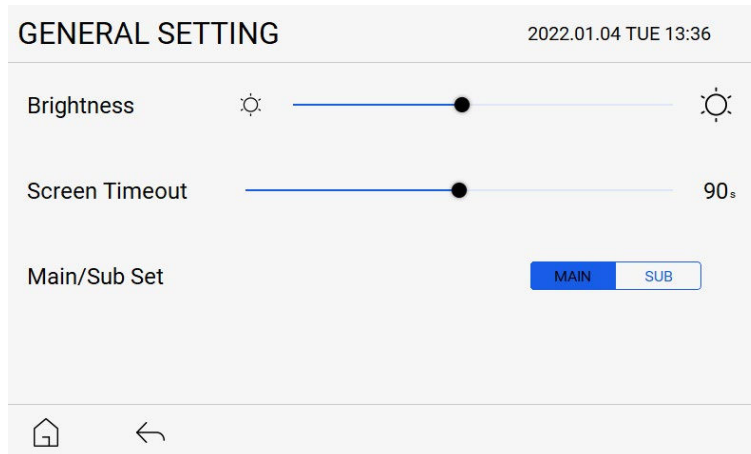 GENERAL SETTING 2022.01.04 TUE 13:36
Brightness
Screen Timeout 90s
Main/Sub Set MAIN SUB